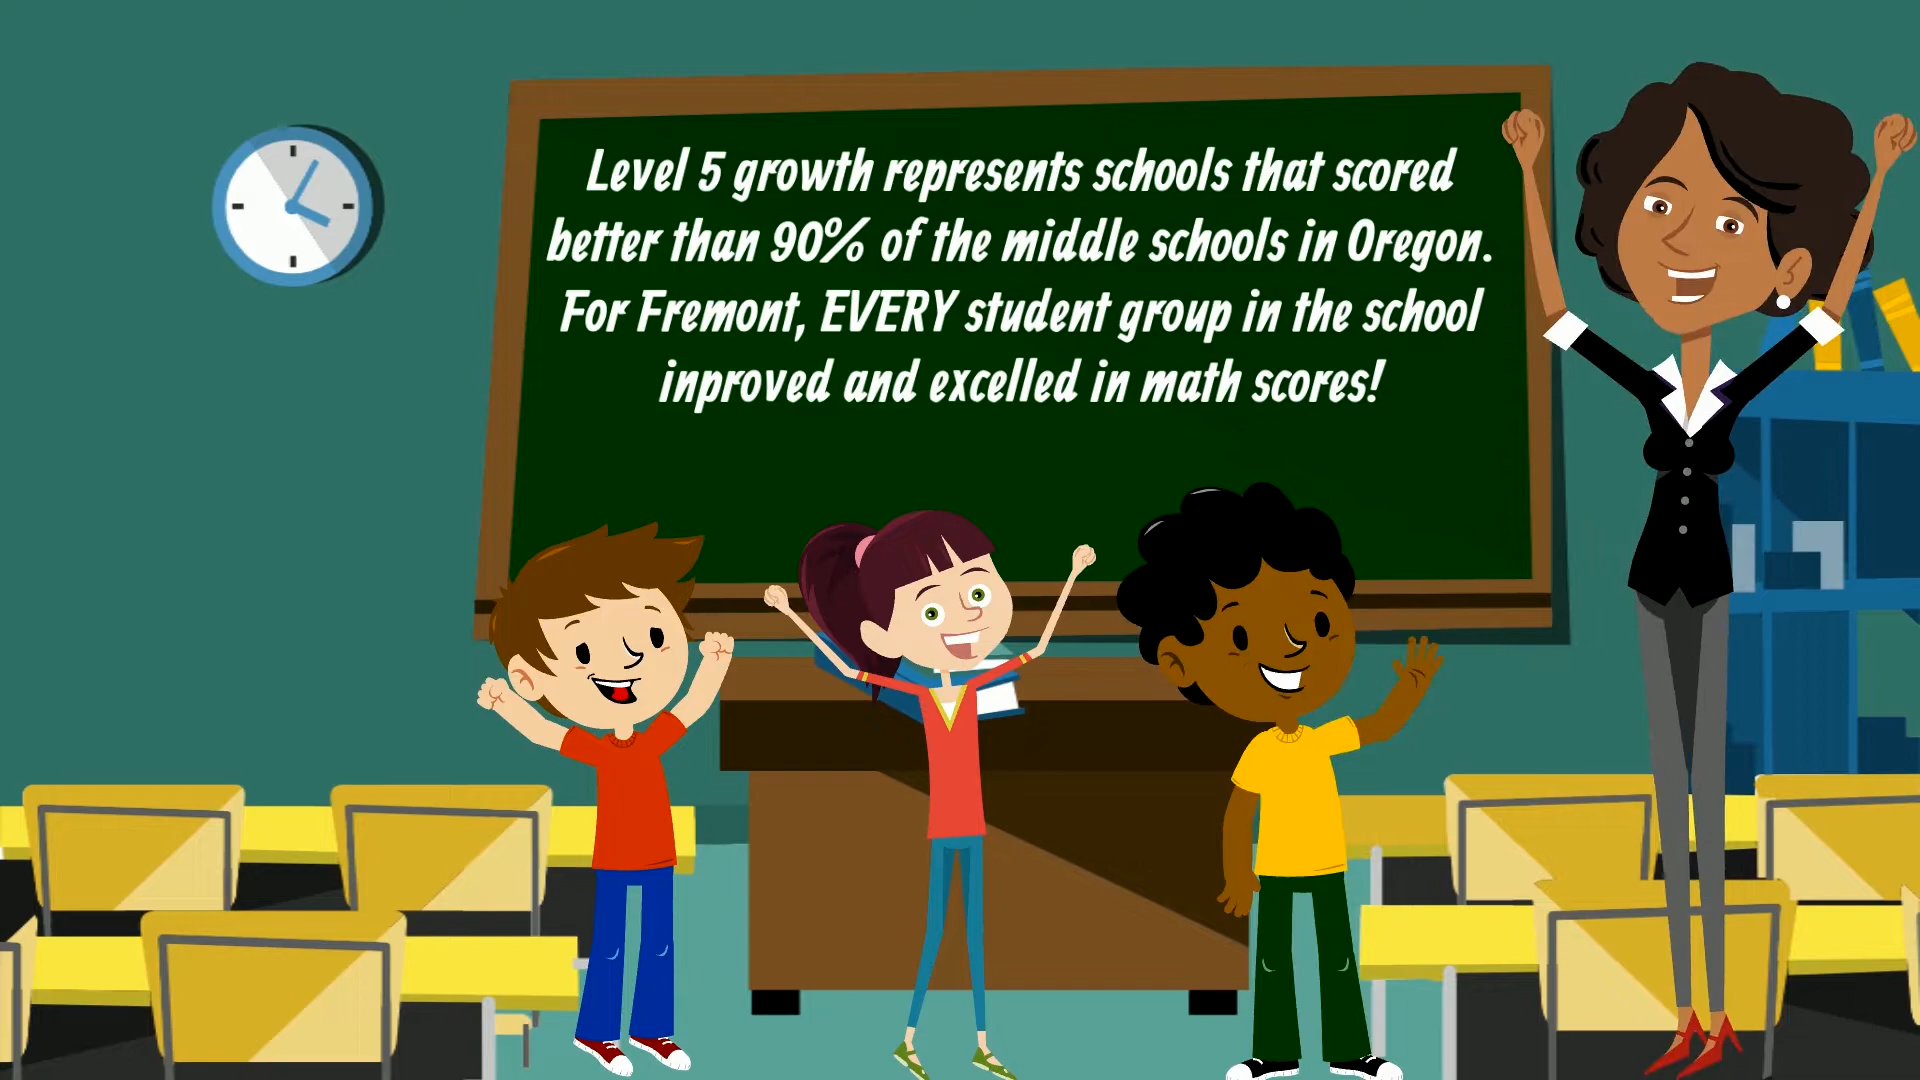 Level 5 growth represents schools that scored
better than 90% of the middle schools in Oregon.
For Fremont, EVERY student group in the school
inproved and excelled in math scores!